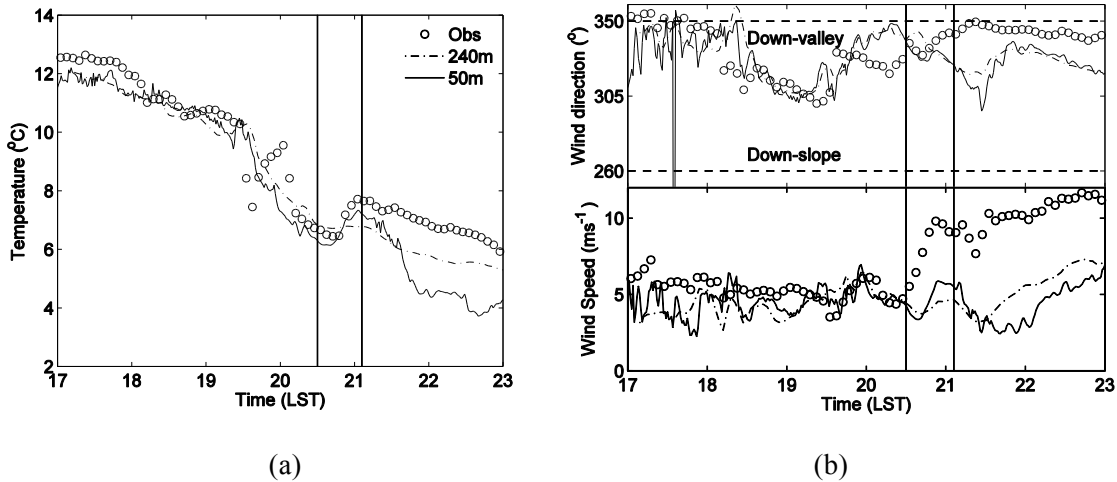 14
12
10
8
6
4
2
Temperature (°C)
Obs
240m
50m
17 18 19 20 21 22 23
Time (LST)
(a)
350
305
260
Wind direction (°)
Down-valley
Down-slope
10
5
0
Wind Speed (ms⁻¹)
17 18 19 20 21 22 23
Time (LST)
(b)